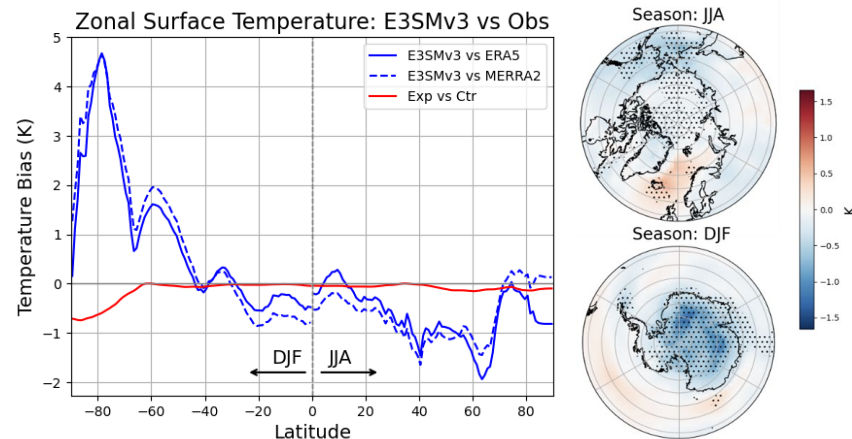 Zonal Surface Temperature: E3SMv3 vs Obs
Temperature Bias (K)
5
4
3
2
1
0
−1
−2
E3SMv3 vs ERA5
E3SMv3 vs MERRA2
Exp vs Ctr
DJF
JJA
−80
−60
−40
−20
0
20
40
60
80
Latitude
Season: JJA
Season: DJF
1.5
1.0
0.5
0.0
−0.5
−1.0
−1.5
K